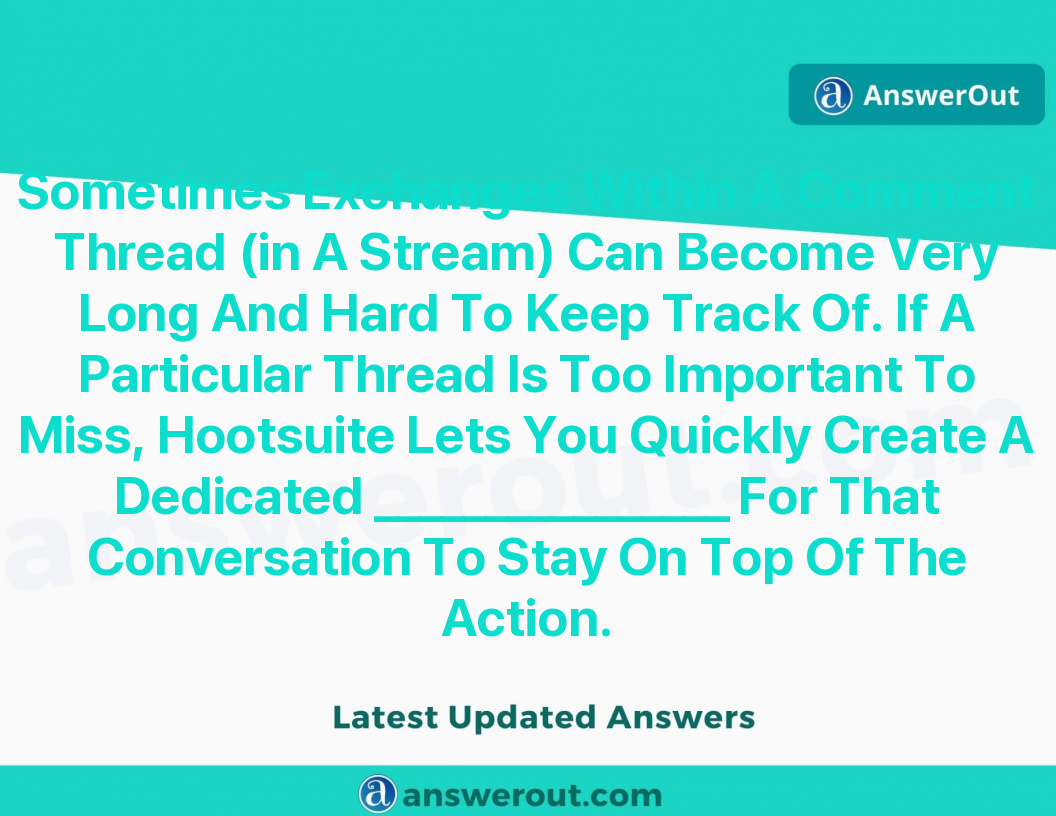 AnswerOut
Sometimes Exchanges Within A Comment
Thread (in A Stream) Can Become Very
Long And Hard To Keep Track Of. If A
Particular Thread Is Too Important To
Miss, Hootsuite Lets You Quickly Create A
Dedicated ________________ For That
Conversation To Stay On Top Of The
Action.
answerout.com
Latest Updated Answers
answerout.com